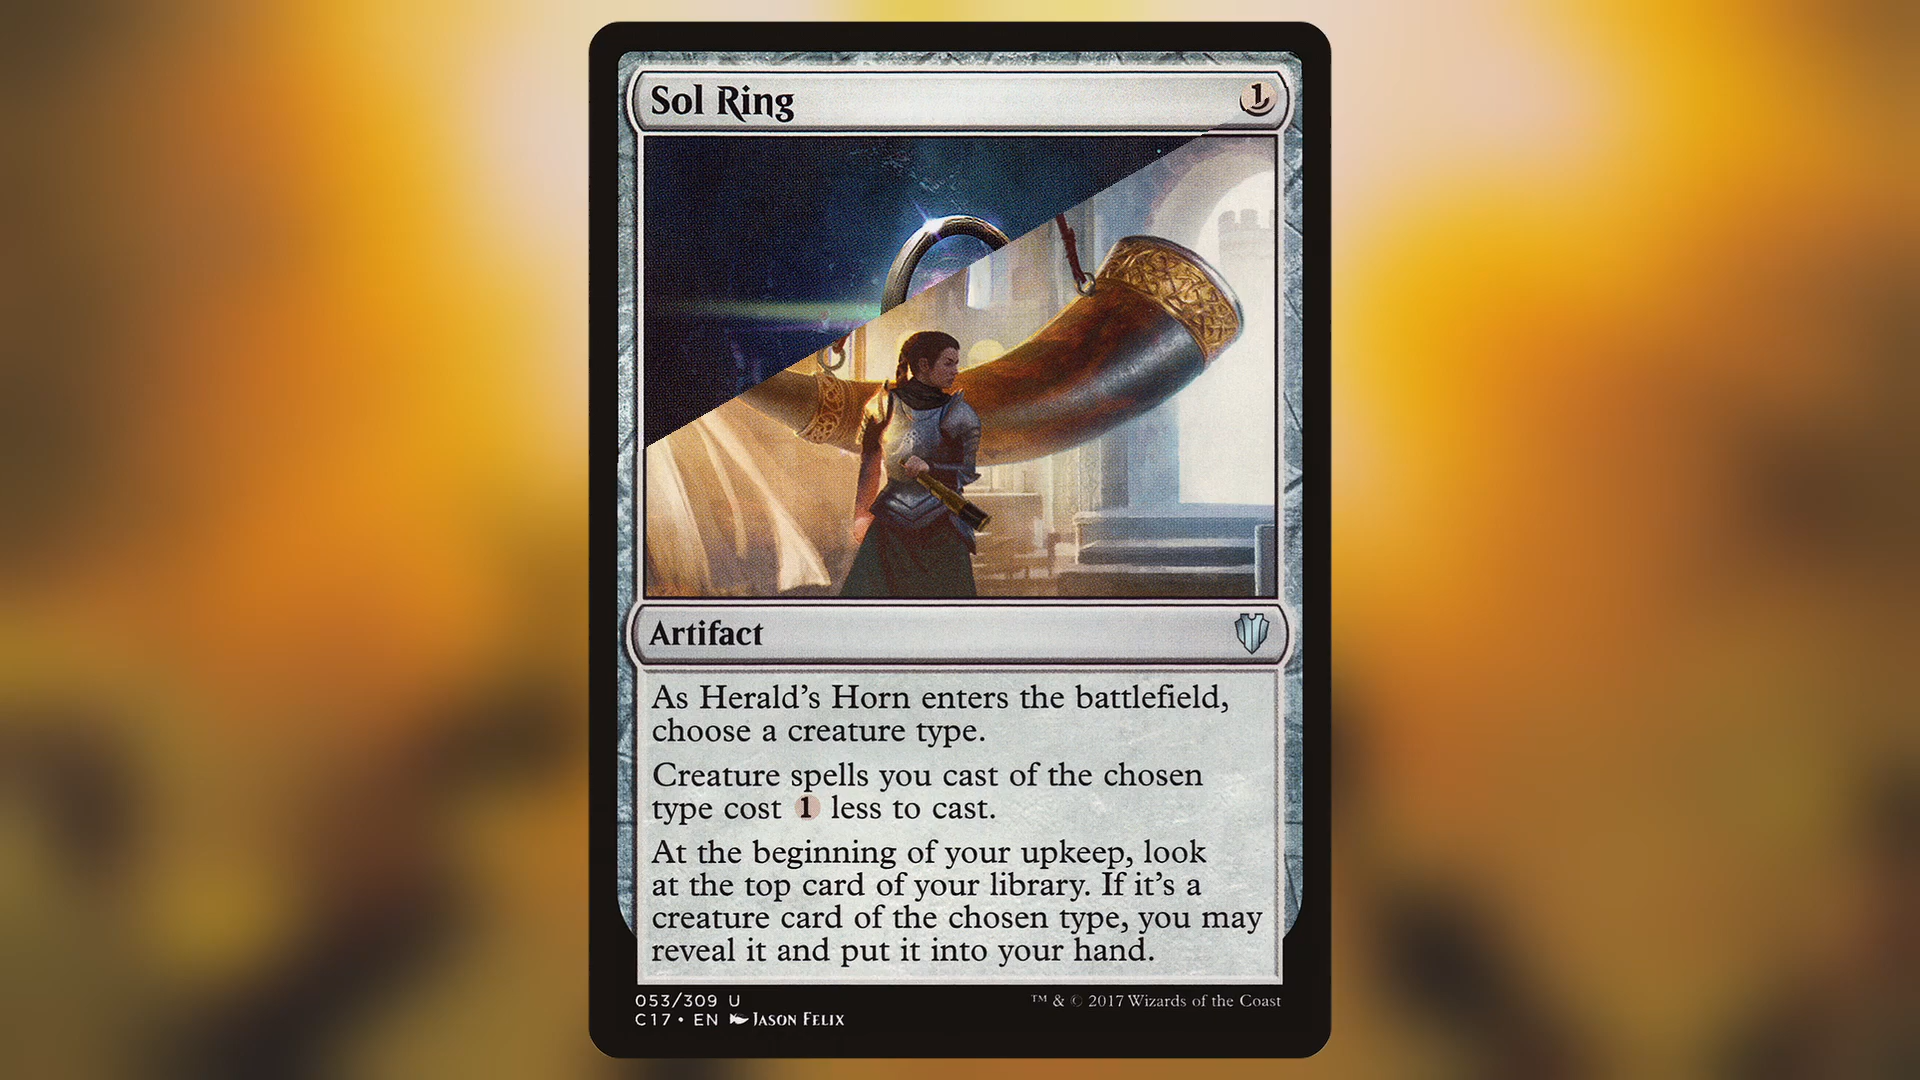 Sol Ring 1
Artifact
As Herald's Horn enters the battlefield,
choose a creature type.
Creature spells you cast of the chosen
type cost 1 less to cast.
At the beginning of your upkeep, look
at the top card of your library. If it's a
creature card of the chosen type, you may
reveal it and put it into your hand.
053/309 U
C17 • EN Jason Felix
™ & © 2017 Wizards of the Coast